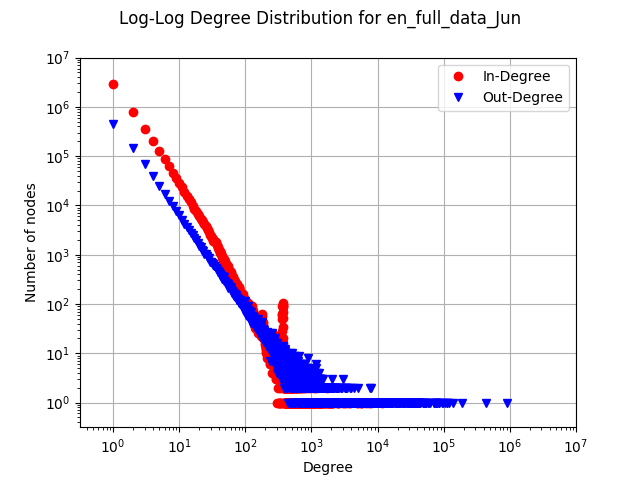 Log-Log Degree Distribution for en_full_data_Jun
10^7
10^6
10^5
10^4
10^3
10^2
10^1
10^0
Number of nodes
In-Degree
Out-Degree
10^0 10^1 10^2 10^3 10^4 10^5 10^6 10^7
Degree